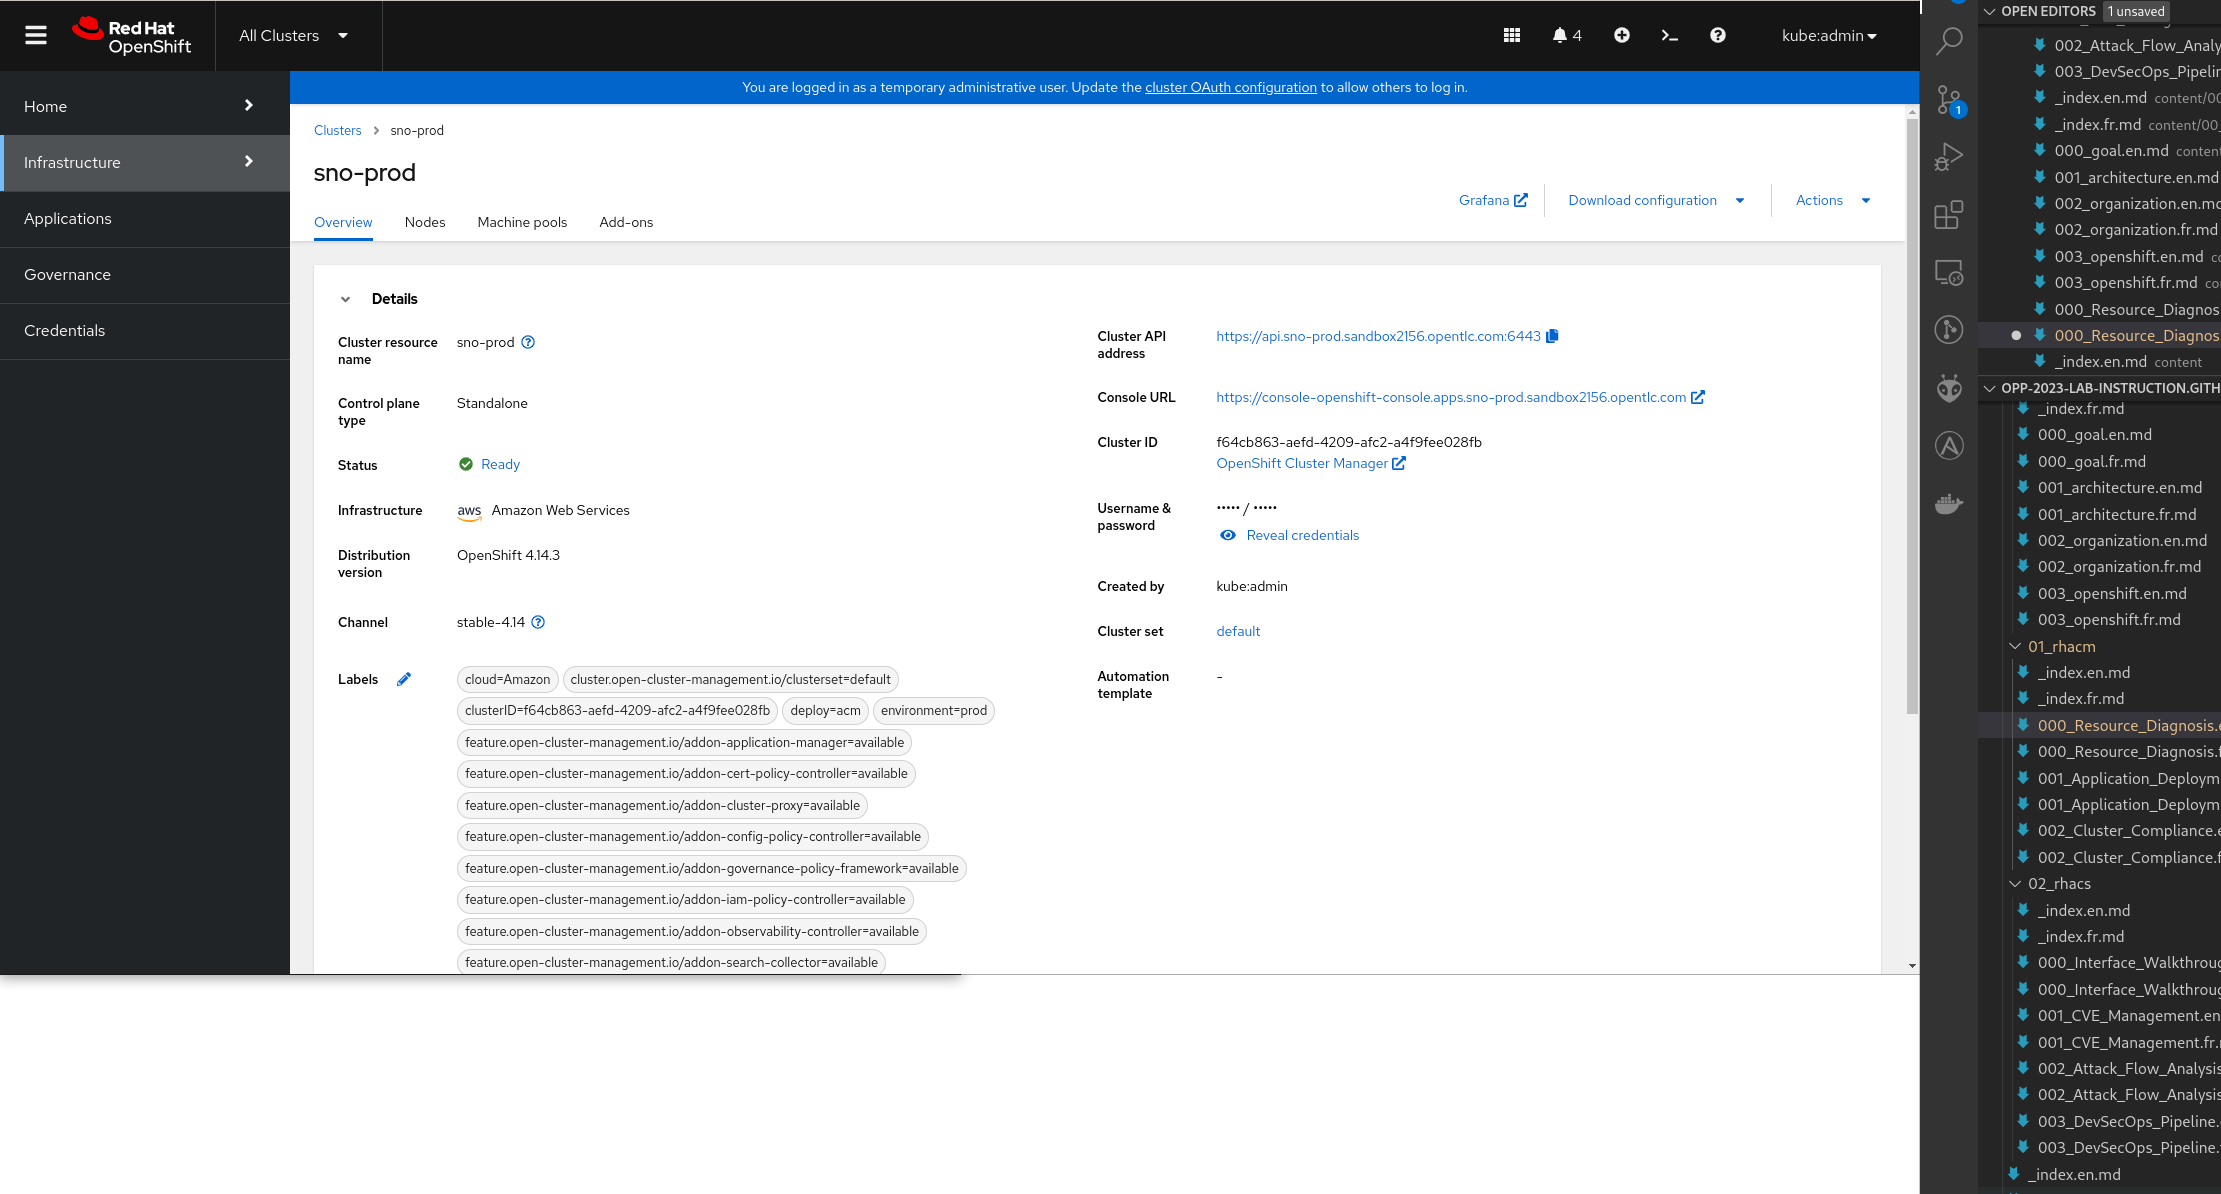 Red Hat
OpenShift
All Clusters
4
kube:admin
Home
Infrastructure
Applications
Governance
Credentials
You are logged in as a temporary administrative user. Update the cluster OAuth configuration to allow others to log in.
Clusters > sno-prod
sno-prod
Grafana
Download configuration
Actions
Overview
Nodes
Machine pools
Add-ons
Details
Cluster resource name
sno-prod
Control plane type
Standalone
Status
Ready
Infrastructure
aws Amazon Web Services
Distribution version
OpenShift 4.14.3
Channel
stable-4.14
Labels
cloud=Amazon
cluster.open-cluster-management.io/clusterset=default
clusterID=f64cb863-aefd-4209-afc2-a4f9fee028fb
deploy=acm
environment=prod
feature.open-cluster-management.io/addon-application-manager=available
feature.open-cluster-management.io/addon-cert-policy-controller=available
feature.open-cluster-management.io/addon-cluster-proxy=available
feature.open-cluster-management.io/addon-config-policy-controller=available
feature.open-cluster-management.io/addon-governance-policy-framework=available
feature.open-cluster-management.io/addon-iam-policy-controller=available
feature.open-cluster-management.io/addon-observability-controller=available
feature.open-cluster-management.io/addon-search-collector=available
Cluster API address
https://api.sno-prod.sandbox2156.opentlc.com:6443
Console URL
https://console-openshift-console.apps.sno-prod.sandbox2156.opentlc.com
Cluster ID
f64cb863-aefd-4209-afc2-a4f9fee028fb
OpenShift Cluster Manager
Username & password
••••• / •••••
Reveal credentials
Created by
kube:admin
Cluster set
default
Automation template
-
1
OPEN EDITORS 1 unsaved
002_Attack_Flow_Analy
003_DevSecOps_Pipelin
_index.en.md content/00
_index.fr.md content/00_
000_goal.en.md content
001_architecture.en.md
002_organization.en.md
002_organization.fr.md
003_openshift.en.md co
003_openshift.fr.md co
000_Resource_Diagnos
000_Resource_Diagnos
_index.en.md content
OPP-2023-LAB-INSTRUCTION.GITH
_index.fr.md
000_goal.en.md
000_goal.fr.md
001_architecture.en.md
001_architecture.fr.md
002_organization.en.md
002_organization.fr.md
003_openshift.en.md
003_openshift.fr.md
01_rhacm
_index.en.md
_index.fr.md
000_Resource_Diagnosis.e
000_Resource_Diagnosis.f
001_Application_Deploym
001_Application_Deploym
002_Cluster_Compliance.e
002_Cluster_Compliance.f
02_rhacs
_index.en.md
_index.fr.md
000_Interface_Walkthroug
000_Interface_Walkthroug
001_CVE_Management.en
001_CVE_Management.fr.
002_Attack_Flow_Analysis
002_Attack_Flow_Analysis
003_DevSecOps_Pipeline.
003_DevSecOps_Pipeline.
_index.en.md